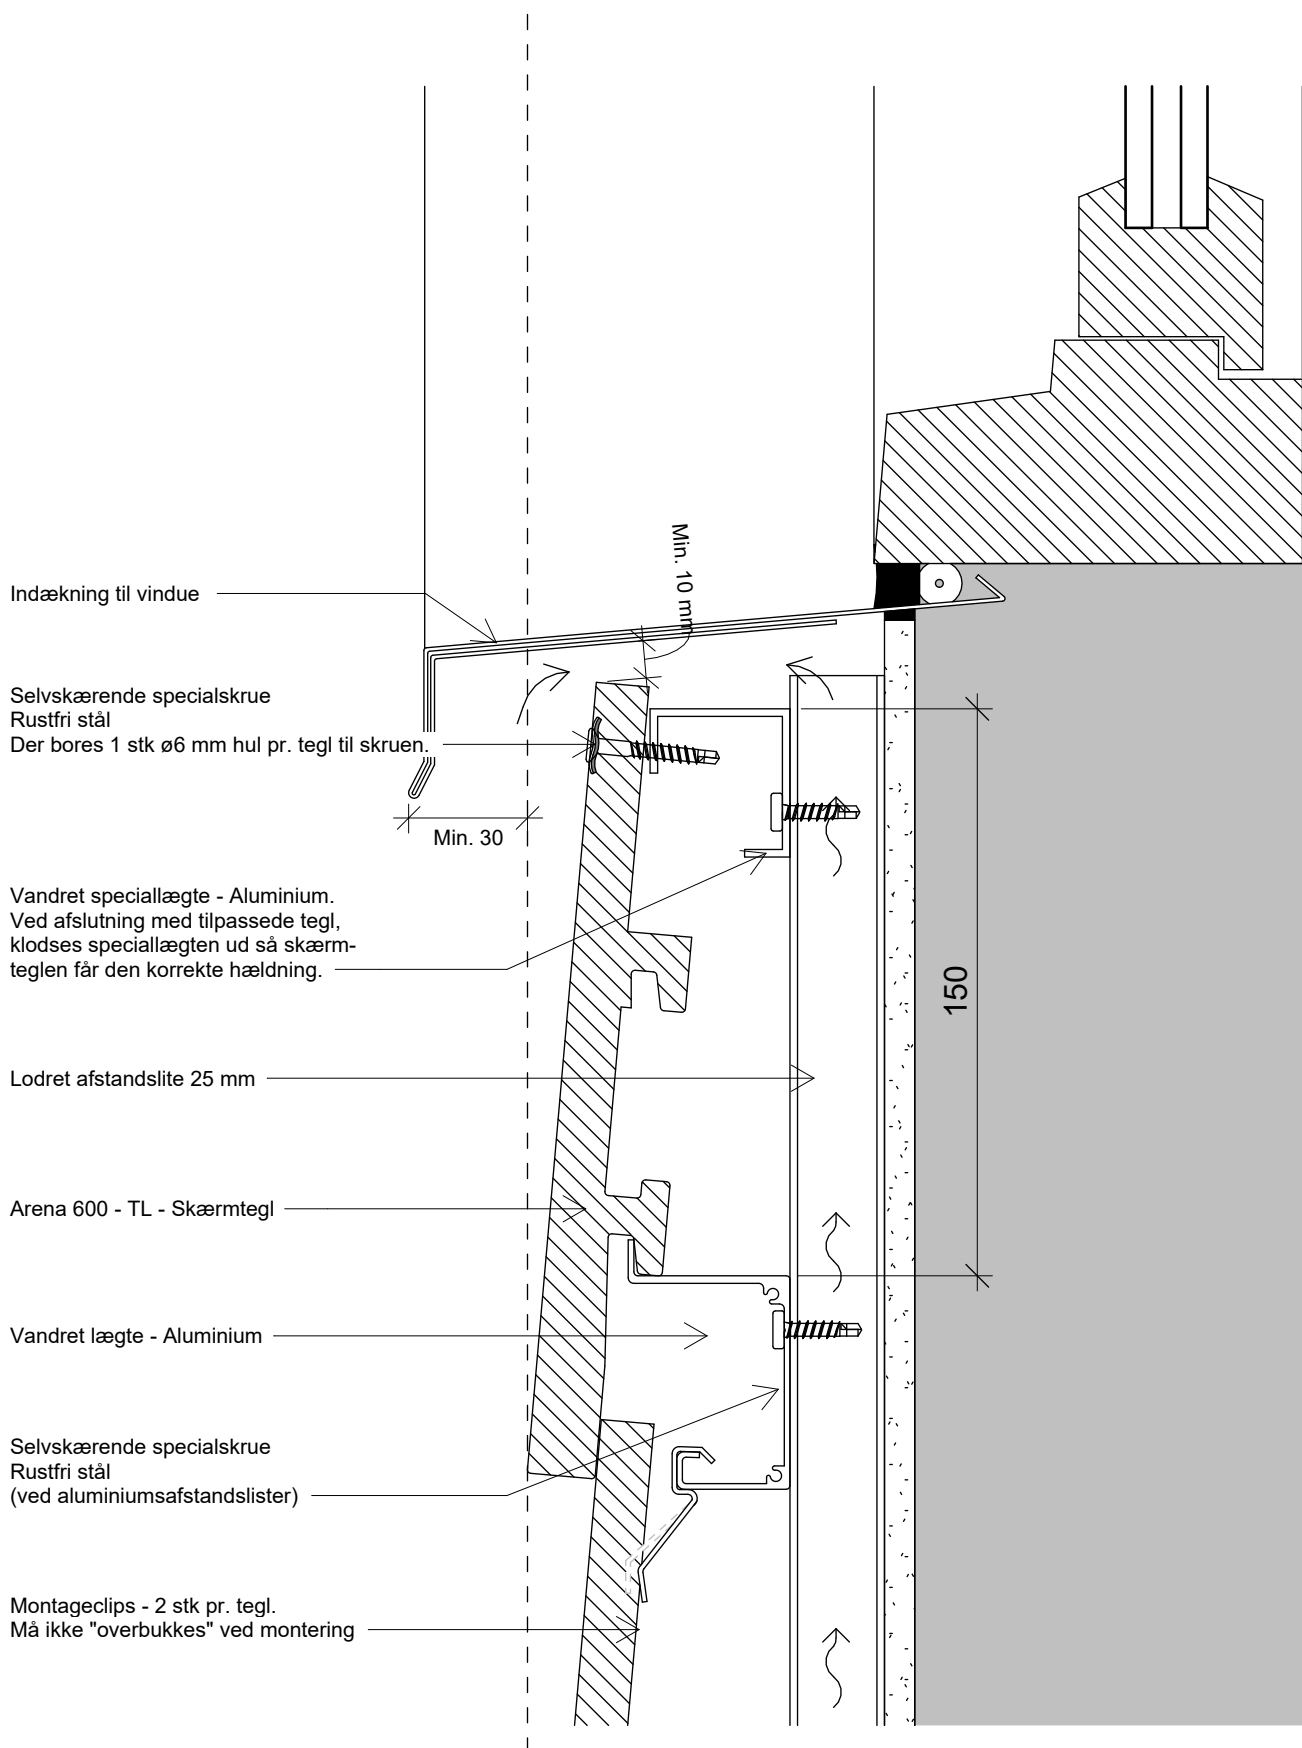 Min. 10 mm
Indækning til vindue
Selvskærende specialskrue
Rustfri stål
Der bores 1 stk ø6 mm hul pr. tegl til skruen.
Min. 30
Vandret speciallægte - Aluminium.
Ved afslutning med tilpassede tegl,
klodses speciallægten ud så skærm-
teglen får den korrekte hældning.
150
Lodret afstandslite 25 mm
Arena 600 - TL - Skærmtegl
Vandret lægte - Aluminium
Selvskærende specialskrue
Rustfri stål
(ved aluminiumsafstandslister)
Montageclips - 2 stk pr. tegl.
Må ikke "overbukkes" ved montering